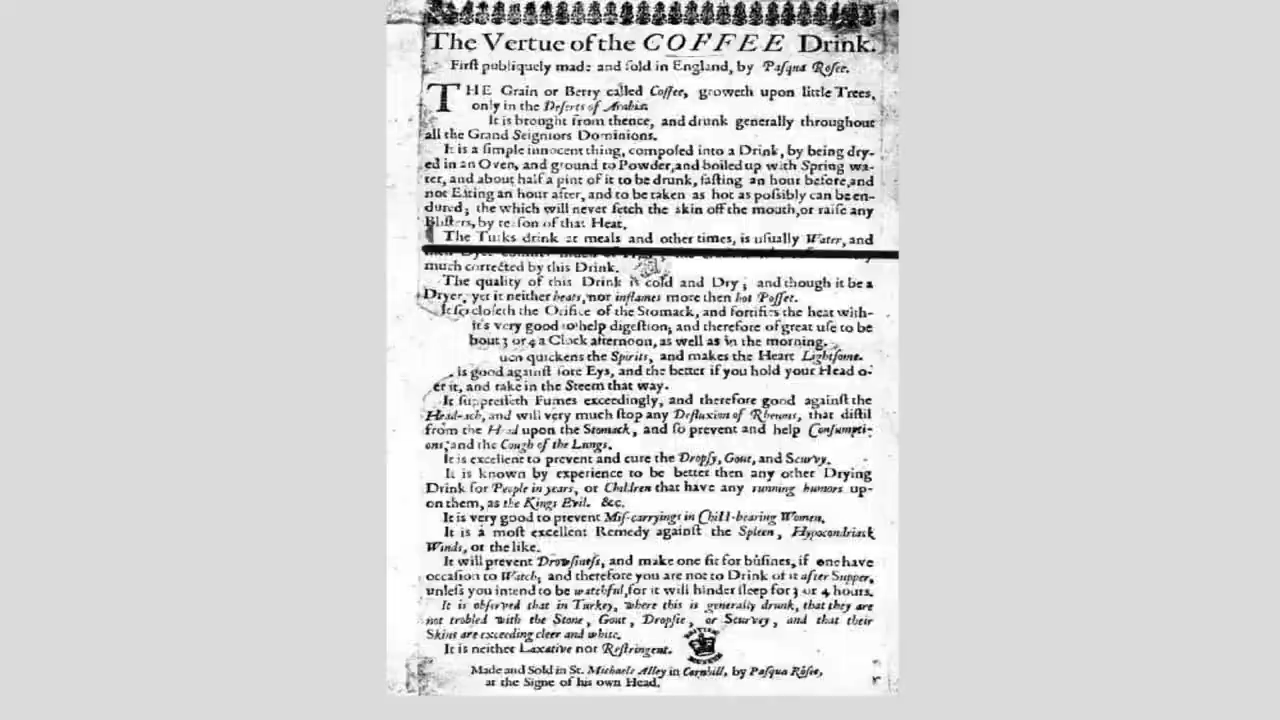 The Vertue of the COFFEE Drink.
First publiquely made and sold in England, by Pasqua Rosee.
THE Grain or Berry called Coffee, groweth upon little Trees,
only in the Deserts of Arabia.
It is brought from thence, and drunk generally throughout
all the Grand Seigniors Dominions.
It is a simple innocent thing, composed into a Drink, by being dry-
ed in an Oven, and ground to Powder, and boiled up with Spring wa-
ter, and about half a pint of it to be drunk, fasting an hour before, and
not Eating an hour after, and to be taken as hot as possibly can be en-
dured; the which will never fetch the skin off the mouth, or raise any
Blisters, by reason of that Heat.
The Turks drink at meals and other times, is usually Water, and
much corrected by this Drink.
The quality of this Drink is cold and Dry; and though it be a
Dryer, yet it neither heats, nor inflames more then hot Posset.
It so closeth the Orifice of the Stomack, and fortifies the heat with-
it's very good to help digestion; and therefore of great use to be
bout 3 or 4 a Clock afternoon, as well as in the morning.
uen quickens the Spirits, and makes the Heart Lightsome.
is good against sore Eys, and the better if you hold your Head o-
er it, and take in the Steem that way.
It suppresseth Fumes exceedingly, and therefore good against the
Head-ach, and will very much stop any Defluxion of Rheums, that distil
from the Head upon the Stomack, and so prevent and help Consumpti-
ons; and the Cough of the Lungs.
It is excellent to prevent and cure the Dropsy, Gout, and Scurvy.
It is known by experience to be better then any other Drying
Drink for People in years, or Children that have any running humors up-
on them, as the Kings Evil. &c.
It is very good to prevent Mis-carryings in Child-bearing Women.
It is a most excellent Remedy against the Spleen, Hypocondriack
Winds, or the like.
It will prevent Drowsiness, and make one fit for busines, if one have
occasion to Watch; and therefore you are not to Drink of it after Supper,
unless you intend to be watchful, for it will hinder sleep for 3 or 4 hours.
It is observed that in Turkey, where this is generally drunk, that they are
not trobled with the Stone, Gout, Dropsie, or Scurvey, and that their
Skins are exceeding cleer and white.
It is neither Laxative nor Restringent.
BRITISH
MUSEUM
Made and Sold in St. Michaels Alley in Cornhill, by Pasqua Rosee,
at the Signe of his own Head.